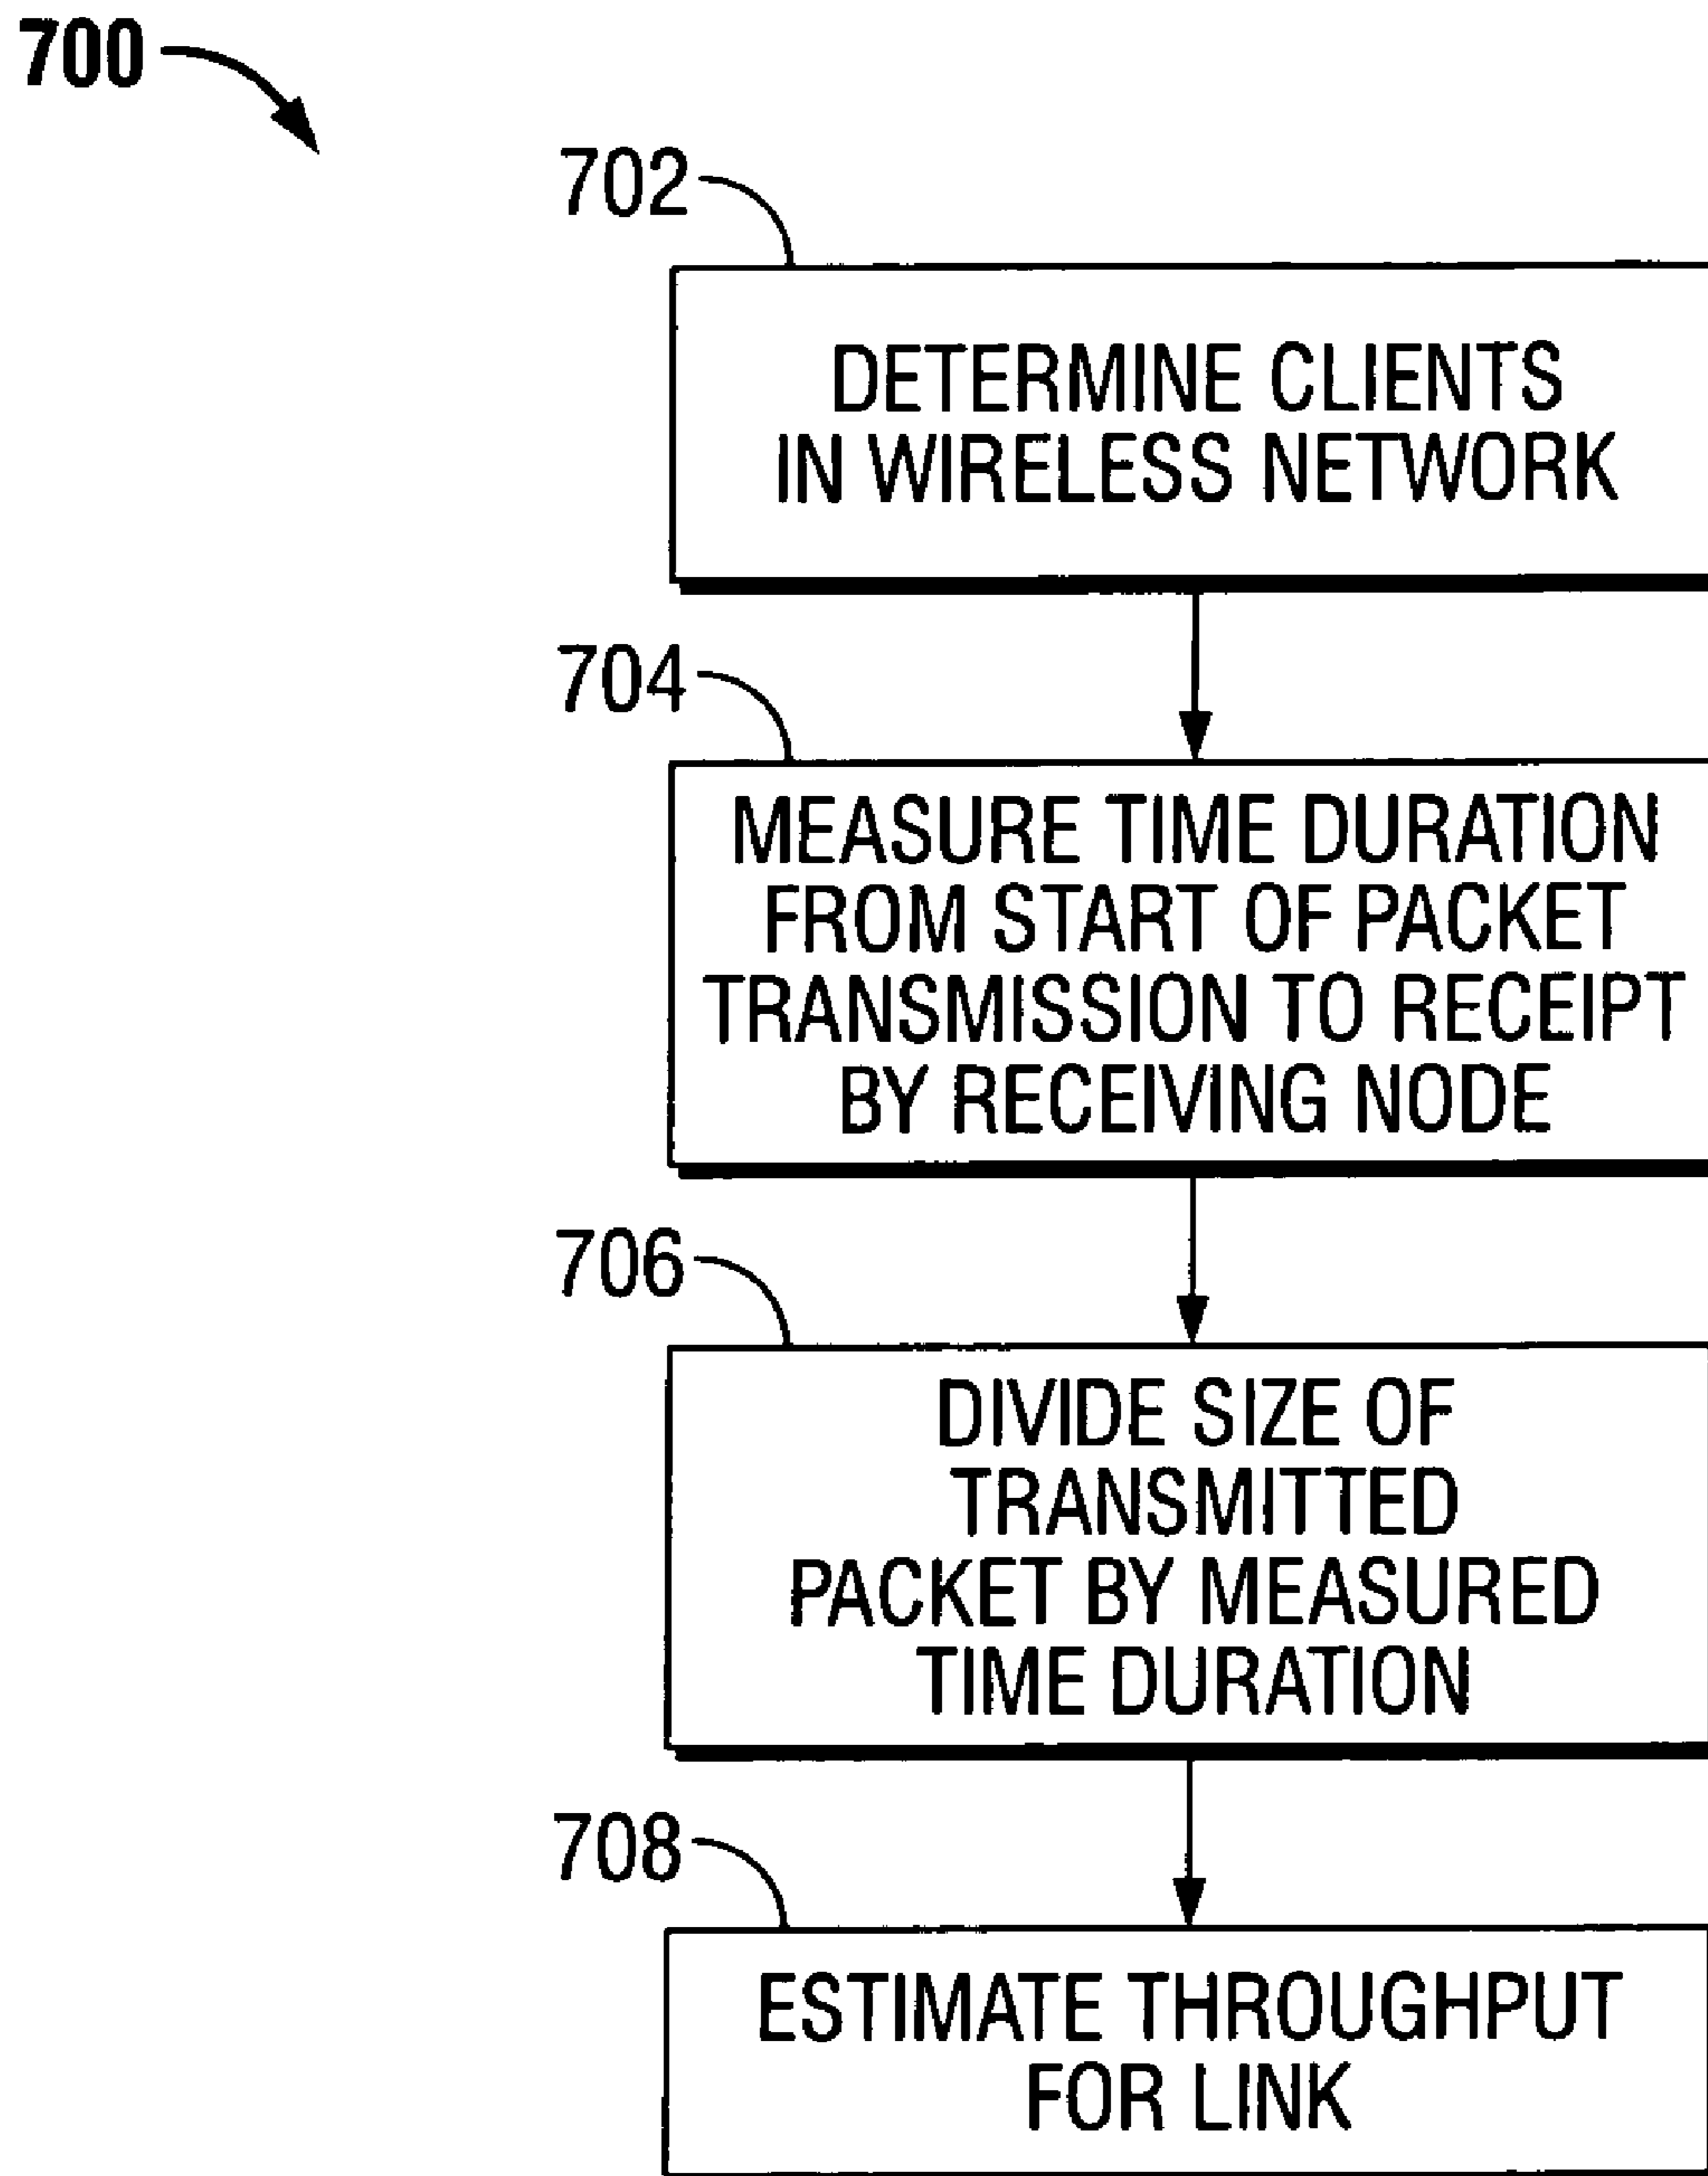 700
702
DETERMINE CLIENTS
IN WIRELESS NETWORK
704
MEASURE TIME DURATION
FROM START OF PACKET
TRANSMISSION TO RECEIPT
BY RECEIVING NODE
706
DIVIDE SIZE OF
TRANSMITTED
PACKET BY MEASURED
TIME DURATION
708
ESTIMATE THROUGHPUT
FOR LINK